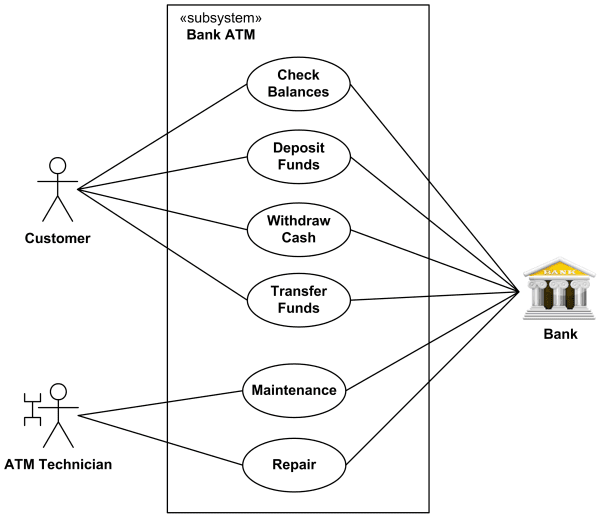 «subsystem»
Bank ATM
Check
Balances
Deposit
Funds
Customer
Withdraw
Cash
Transfer
Funds
BANK
Bank
Maintenance
ATM Technician
Repair